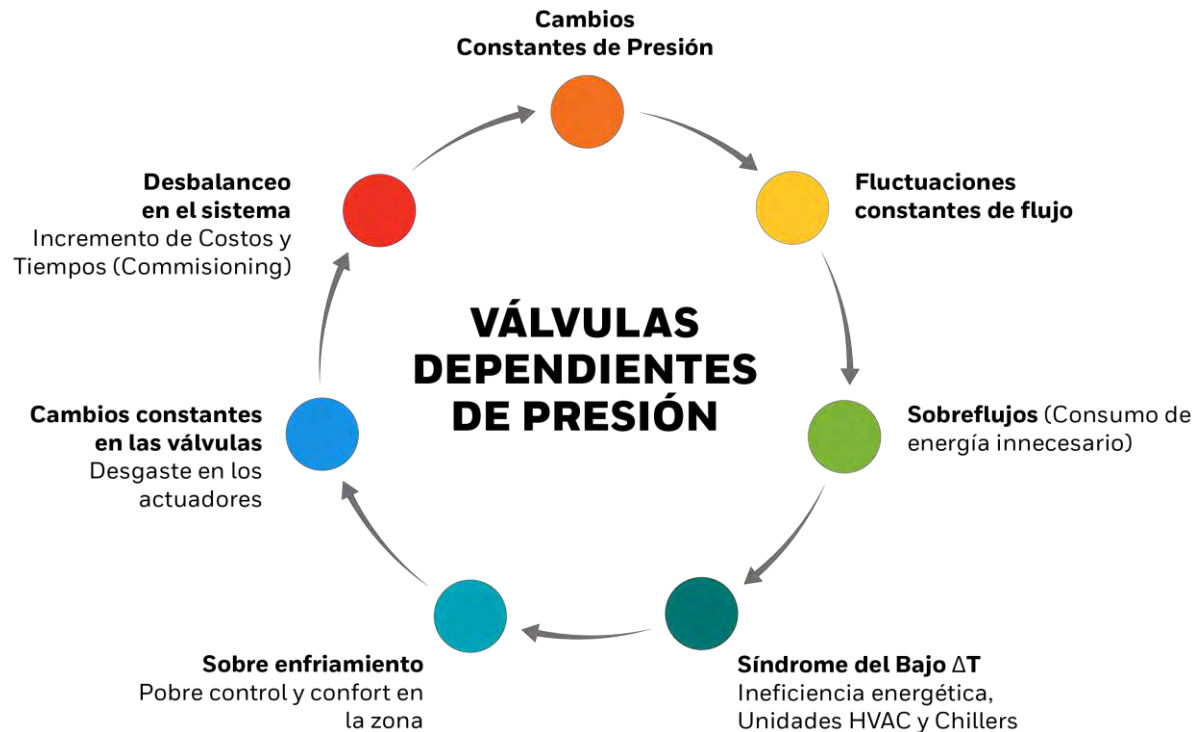 Cambios
Constantes de Presión
Fluctuaciones
constantes de flujo
Sobreflujos (Consumo de
energía innecesario)
Síndrome del Bajo ΔT
Ineficiencia energética,
Unidades HVAC y Chillers
Sobre enfriamiento
Pobre control y confort en
la zona
Cambios constantes
en las válvulas
Desgaste en los
actuadores
Desbalanceo
en el sistema
Incremento de Costos y
Tiempos (Commisioning)
VÁLVULAS
DEPENDIENTES
DE PRESIÓN